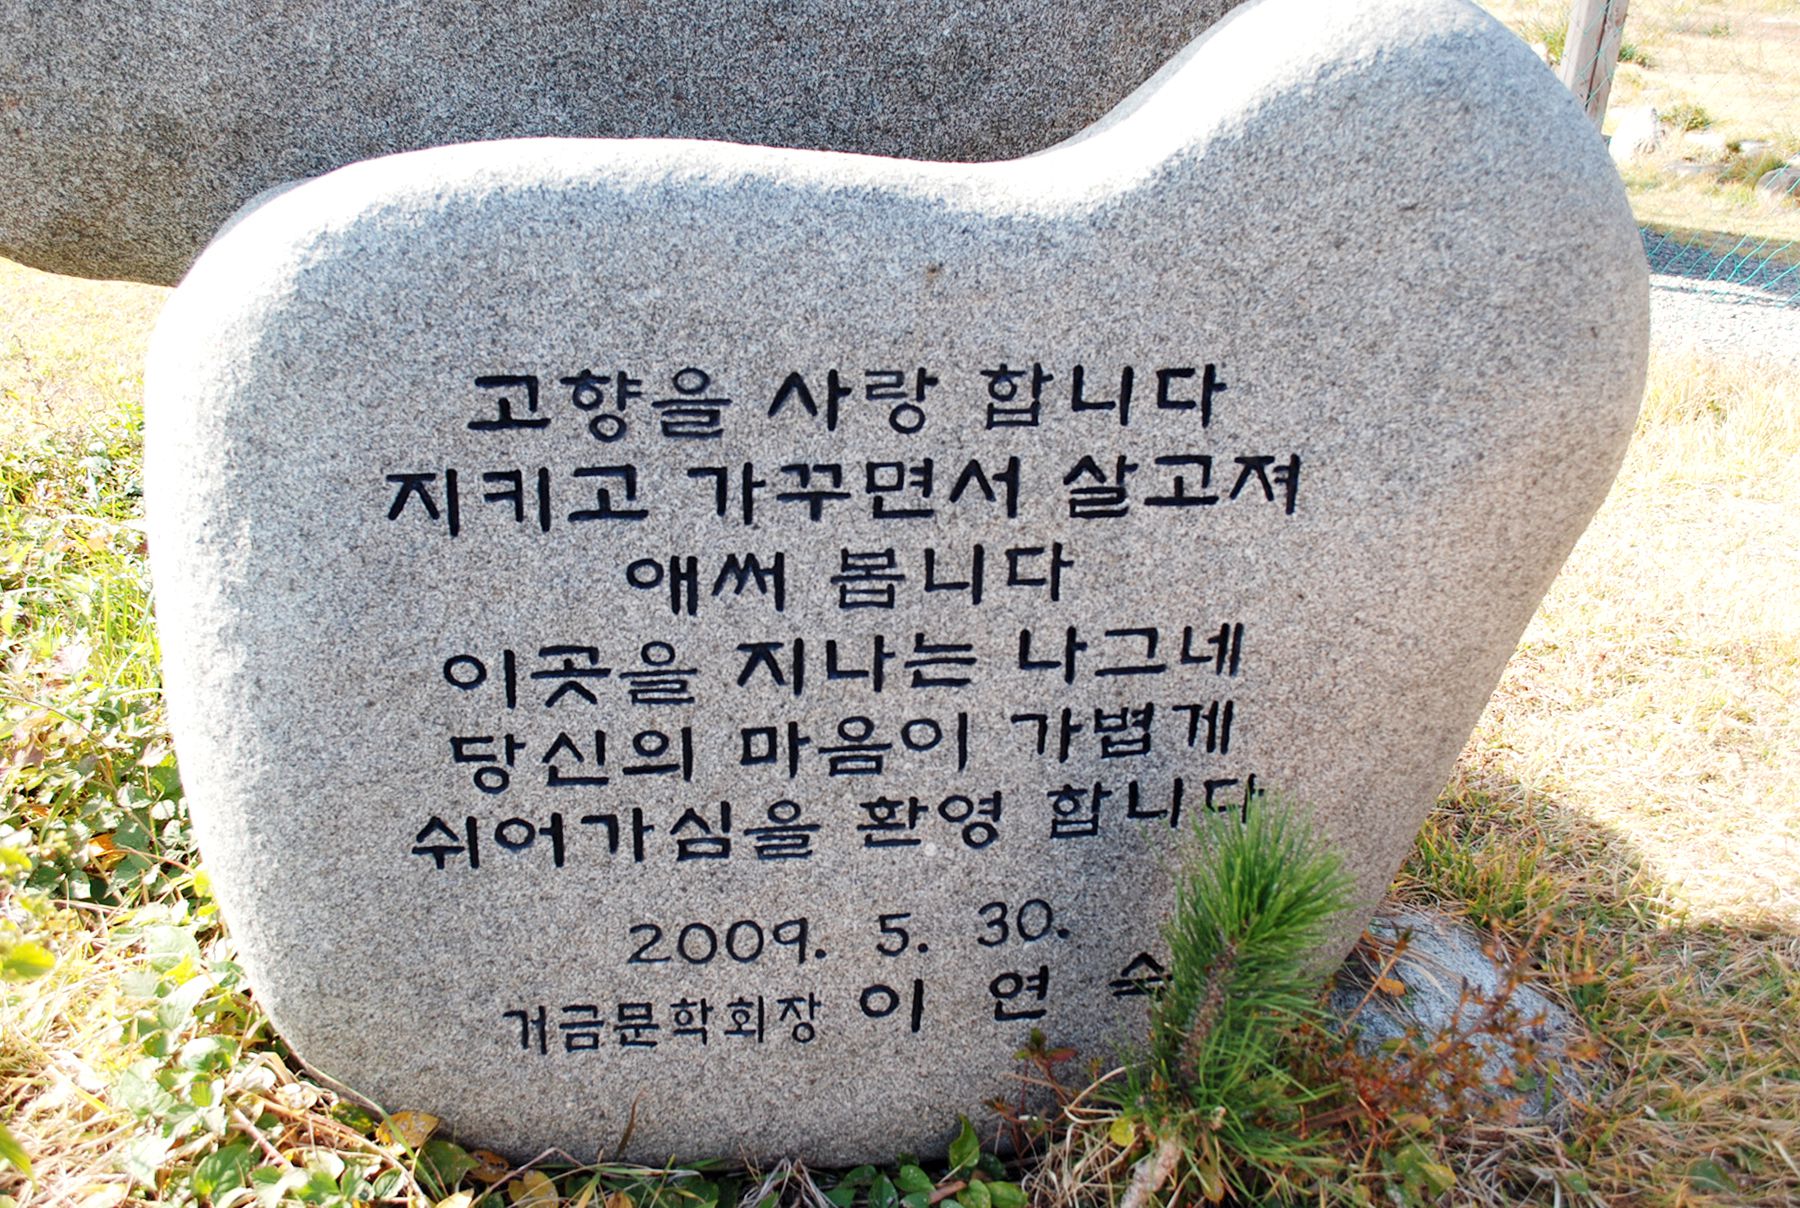 고향을 사랑 합니다
지키고 가꾸면서 살고져
애써 봅니다
이곳을 지나는 나그네
당신의 마음이 가볍게
쉬어가심을 환영 합니다
2009. 5. 30.
거금문학회장 이 연